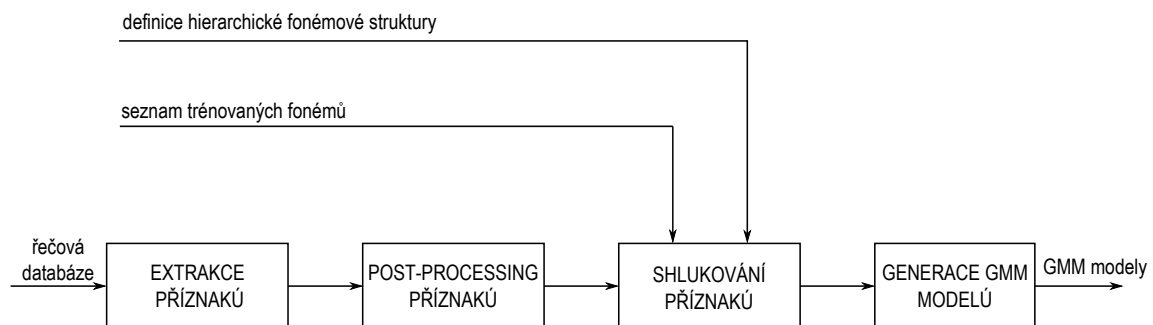 definice hierarchické fonémové struktury
seznam trénovaných fonémů
řečová
databáze
EXTRAKCE
PŘÍZNAKŮ
POST-PROCESSING
PŘÍZNAKŮ
SHLUKOVÁNÍ
PŘÍZNAKŮ
GENERACE GMM
MODELŮ
GMM modely